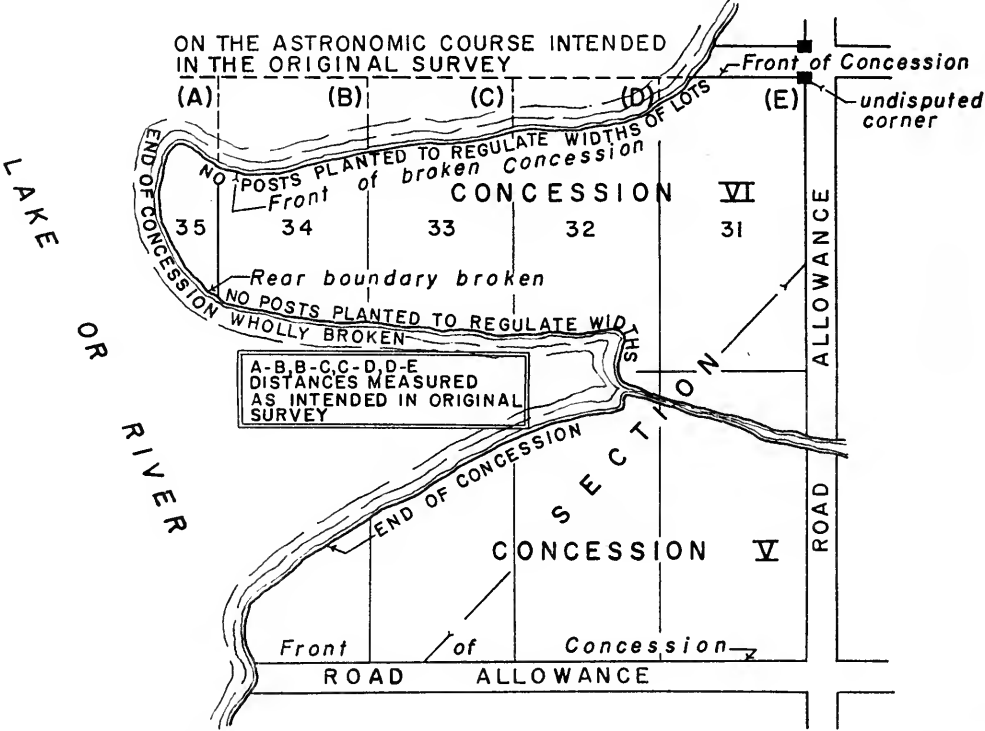 ON THE ASTRONOMIC COURSE INTENDED
IN THE ORIGINAL SURVEY
Front of Concession
(A)
(B)
(C)
(D)
(E)
undisputed
corner
NO POSTS PLANTED TO REGULATE WIDTHS OF LOTS
Front of broken Concession
CONCESSION VI
35
34
33
32
31
LAKE
OR
RIVER
END OF CONCESSION WHOLLY BROKEN
Rear boundary broken
NO POSTS PLANTED TO REGULATE WIDTHS
A-B,B-C,C-D,D-E
DISTANCES MEASURED
AS INTENDED IN ORIGINAL
SURVEY
SECTION
ROAD ALLOWANCE
END OF CONCESSION
CONCESSION V
Front of Concession
ROAD ALLOWANCE